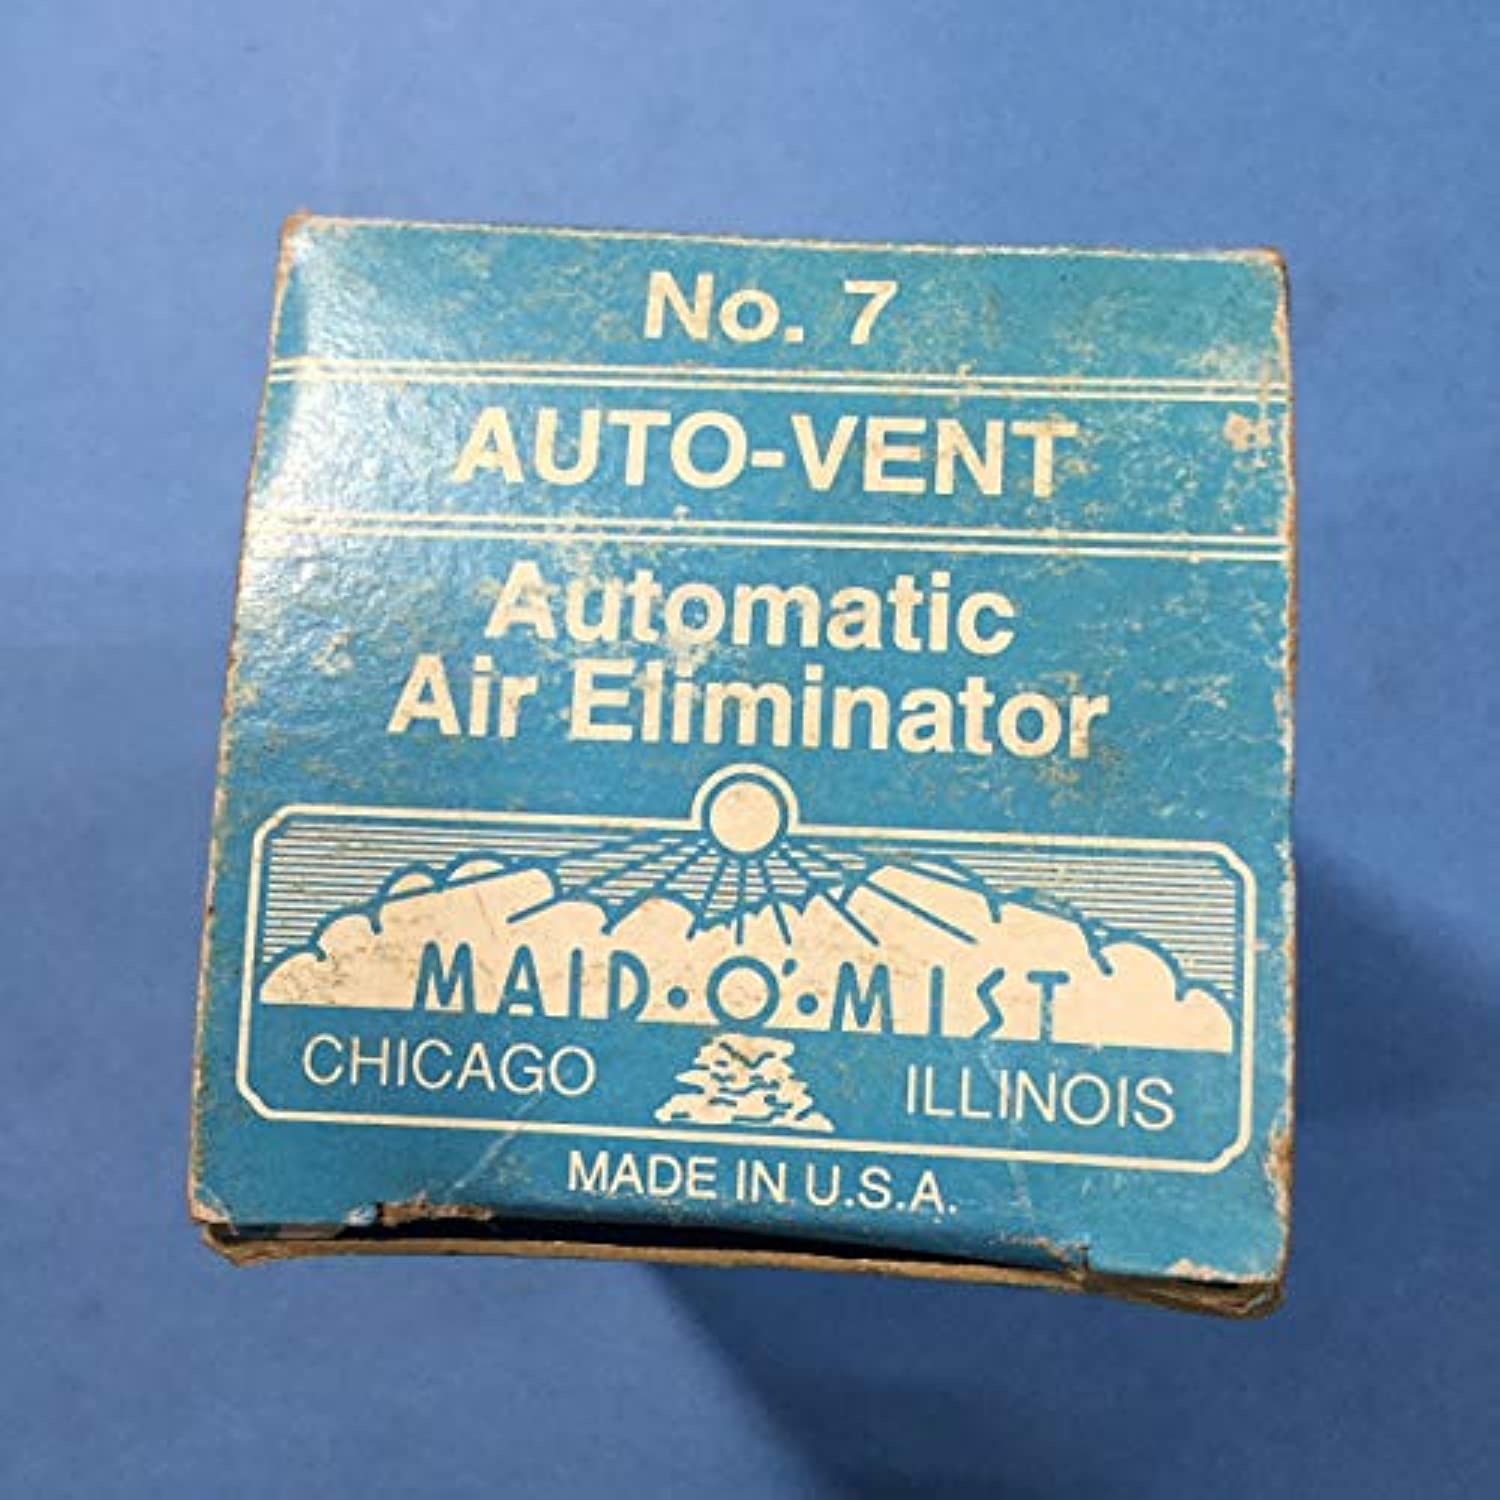 No. 7
AUTO-VENT
Automatic
Air Eliminator
MAID·O'·MIST
CHICAGO ILLINOIS
MADE IN U.S.A.